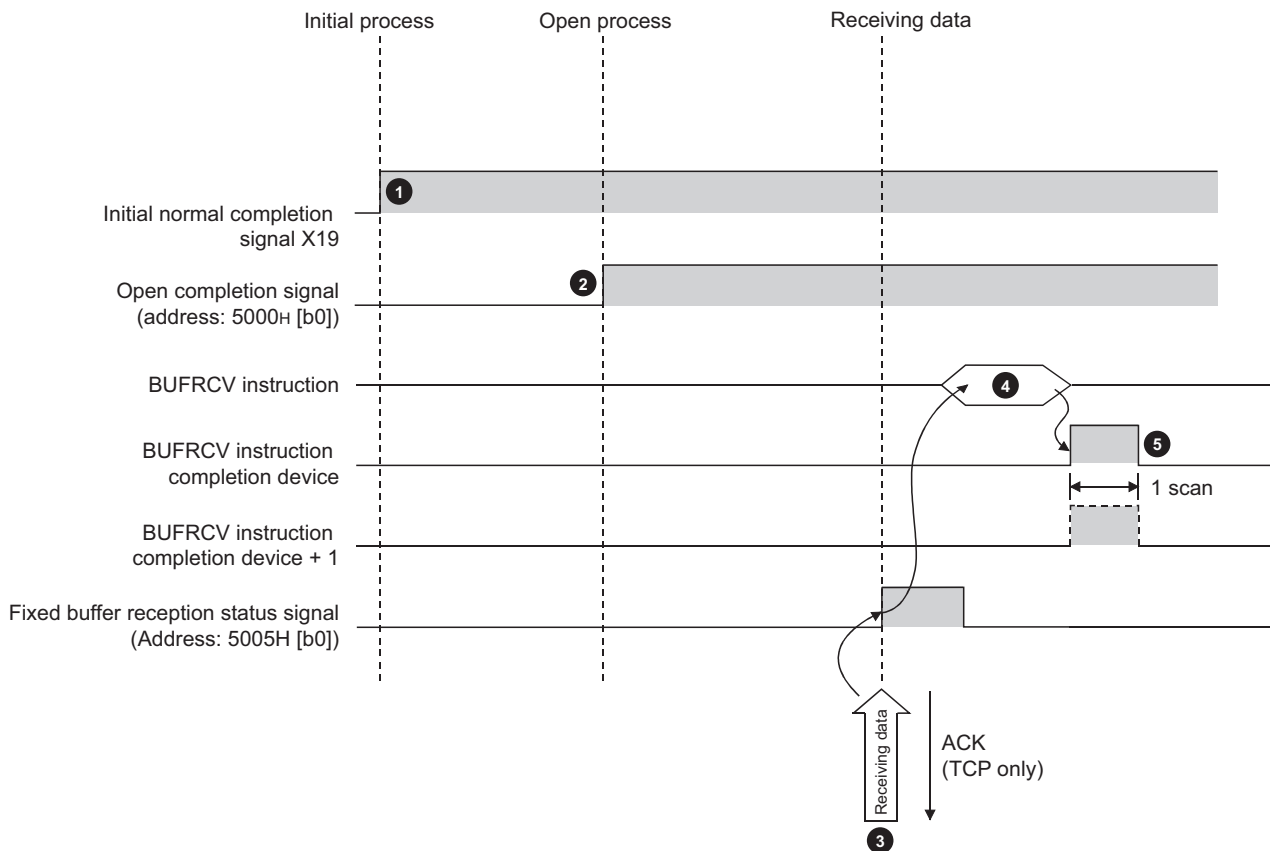 Initial process
Open process
Receiving data
1
Initial normal completion
signal X19
2
Open completion signal
(address: 5000H [b0])
BUFRCV instruction
4
BUFRCV instruction
completion device
5
1 scan
BUFRCV instruction
completion device + 1
Fixed buffer reception status signal
(Address: 5005H [b0])
Receiving data
ACK
(TCP only)
3